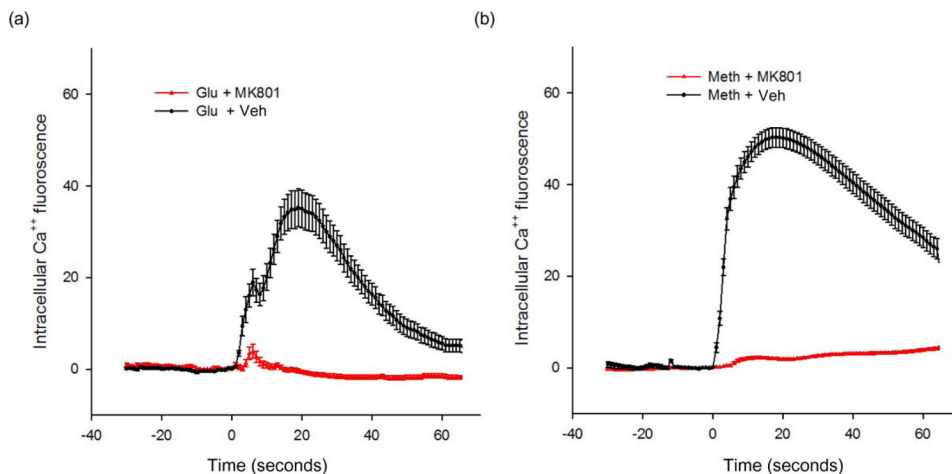 (a)
Intracellular Ca++ fluoroscence
60
40
20
0
-40
-20
0
20
40
60
Glu + MK801
Glu + Veh
Time (seconds)
(b)
Intracellular Ca++ fluoroscence
60
40
20
0
-40
-20
0
20
40
60
Meth + MK801
Meth + Veh
Time (seconds)